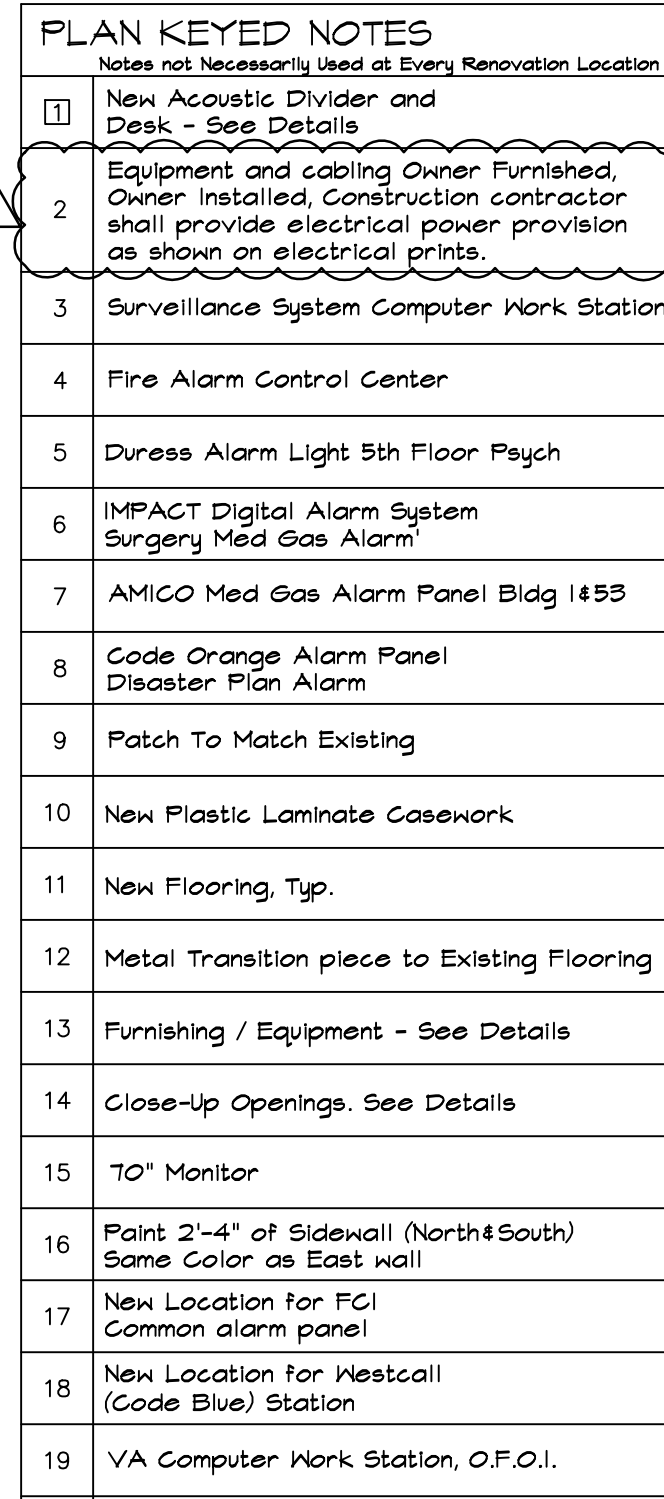 PLAN KEYED NOTES
Notes not Necessarily Used at Every Renovation Location
1 New Acoustic Divider and
Desk - See Details
2 Equipment and cabling Owner Furnished,
Owner Installed, Construction contractor
shall provide electrical power provision
as shown on electrical prints.
3 Surveillance System Computer Work Station
4 Fire Alarm Control Center
5 Duress Alarm Light 5th Floor Psych
6 IMPACT Digital Alarm System
Surgery Med Gas Alarm'
7 AMICO Med Gas Alarm Panel Bldg 1&53
8 Code Orange Alarm Panel
Disaster Plan Alarm
9 Patch To Match Existing
10 New Plastic Laminate Casework
11 New Flooring, Typ.
12 Metal Transition piece to Existing Flooring
13 Furnishing / Equipment - See Details
14 Close-Up Openings. See Details
15 70" Monitor
16 Paint 2'-4" of Sidewall (North&South)
Same Color as East wall
17 New Location for FCI
Common alarm panel
18 New Location for Westcall
(Code Blue) Station
19 VA Computer Work Station, O.F.O.I.